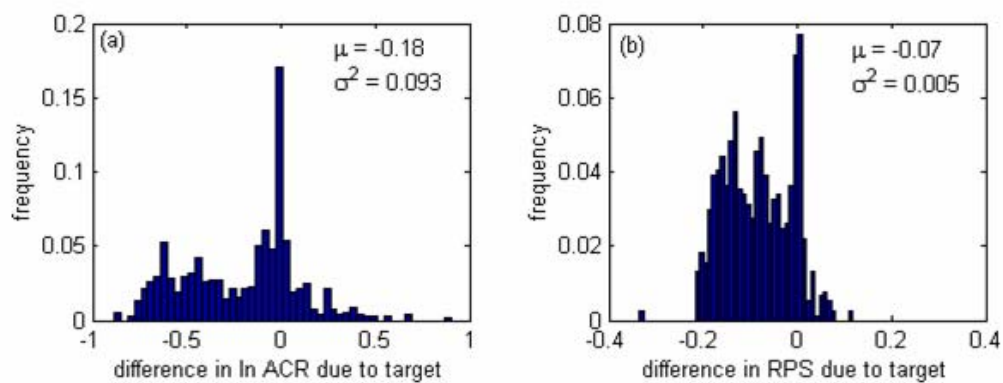 (a)
μ = -0.18
σ² = 0.093
frequency
0.2
0.15
0.1
0.05
0
-1 -0.5 0 0.5 1
difference in ln ACR due to target
(b)
μ = -0.07
σ² = 0.005
frequency
0.08
0.06
0.04
0.02
0
-0.4 -0.2 0 0.2 0.4
difference in RPS due to target